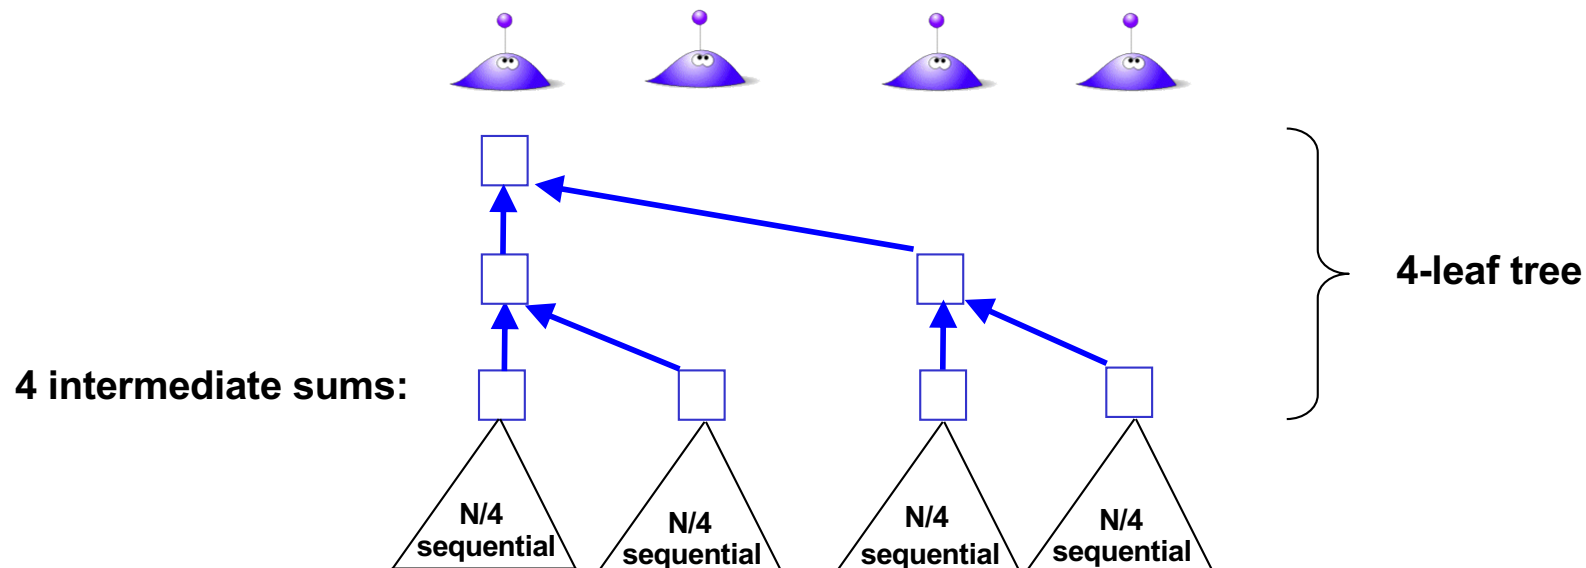 4-leaf tree
4 intermediate sums:
N/4
sequential
N/4
sequential
N/4
sequential
N/4
sequential